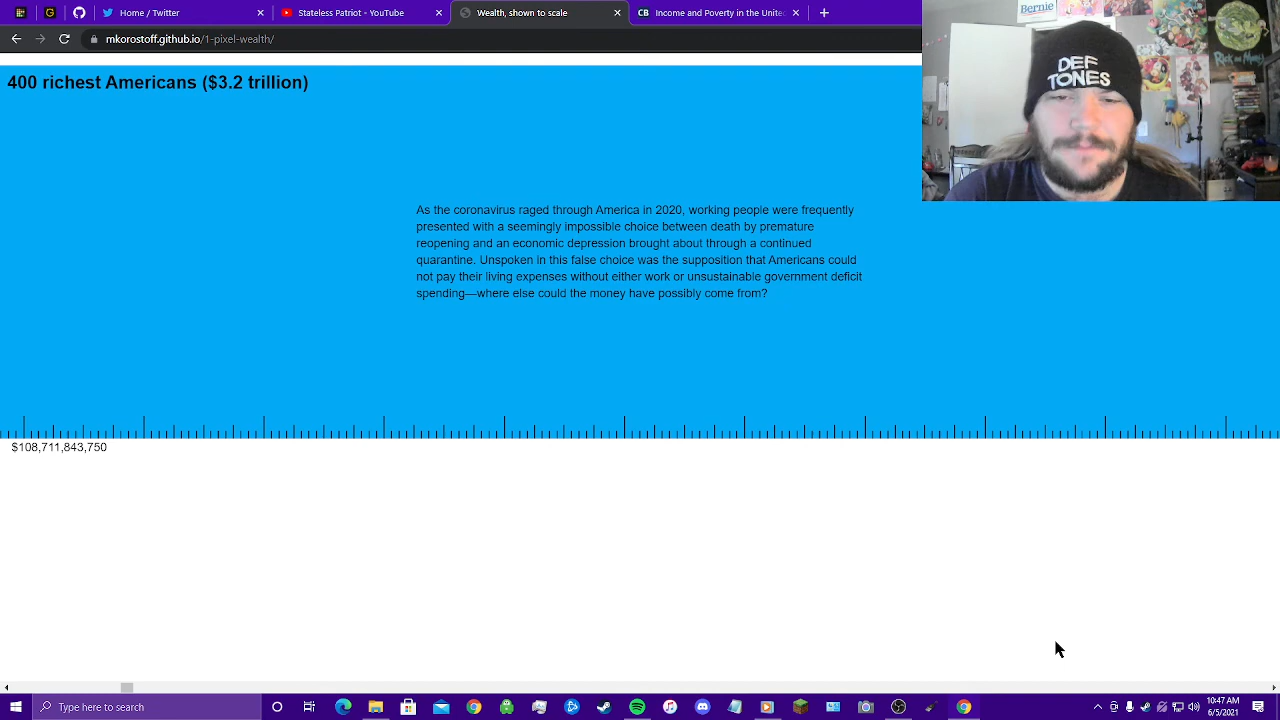 Home / Twitter
Stateless Patriot - YouTube
Wealth, shown to scale
CB
Income and Poverty in the Unite
mkorostoff.github.io/1-pixel-wealth/
Bernie
Rick and Morty
DEF
TONES
400 richest Americans ($3.2 trillion)
As the coronavirus raged through America in 2020, working people were frequently
presented with a seemingly impossible choice between death by premature
reopening and an economic depression brought about through a continued
quarantine. Unspoken in this false choice was the supposition that Americans could
not pay their living expenses without either work or unsustainable government deficit
spending—where else could the money have possibly come from?
$108,711,843,750
Type here to search
10:47 AM
6/5/2021